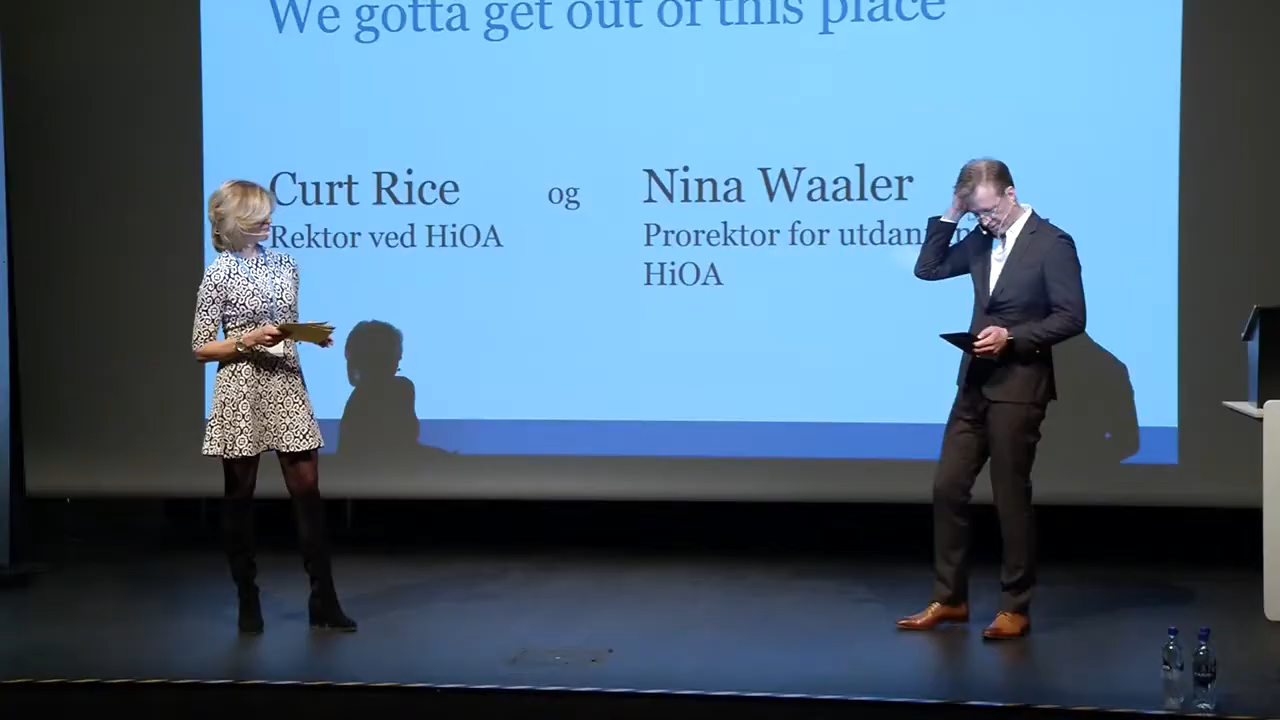 We gotta get out of this place
Curt Rice og Nina Waaler
Rektor ved HiOA Prorektor for
HiOA